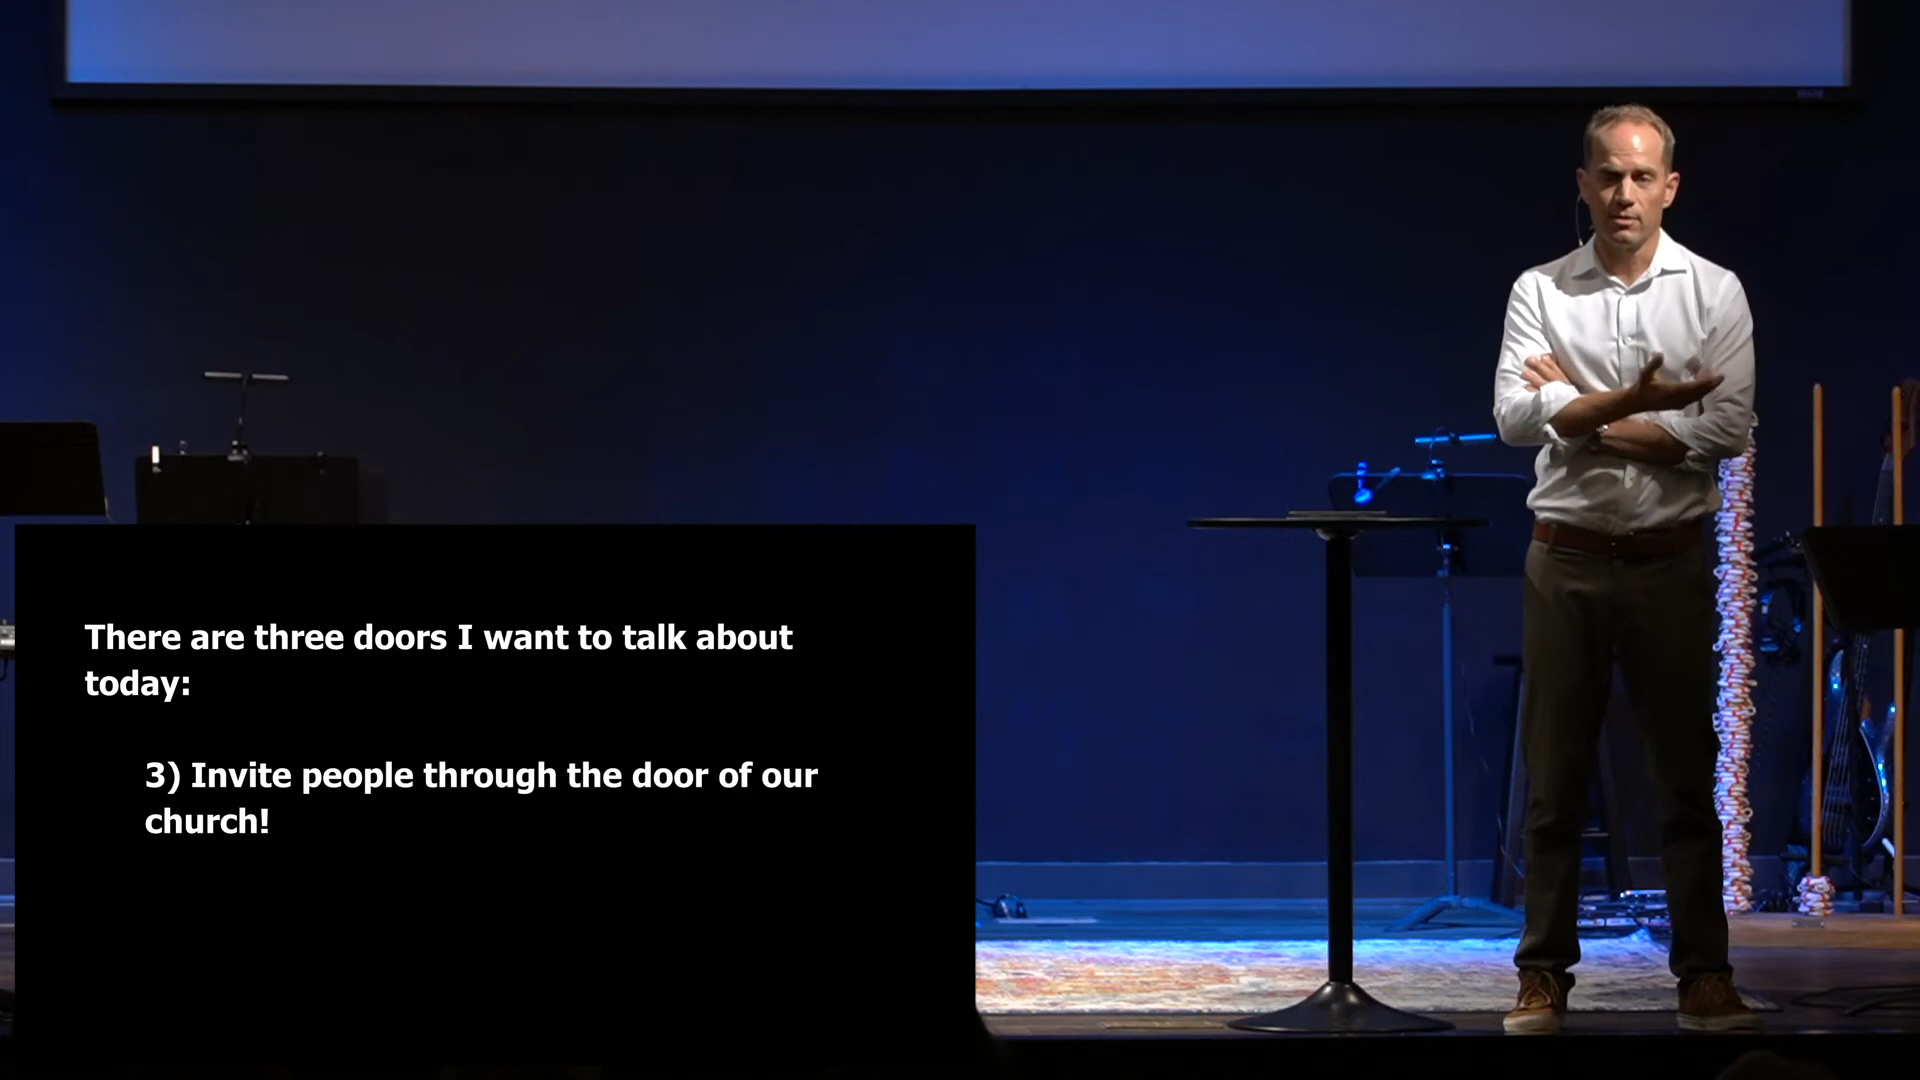 There are three doors I want to talk about
today:
3) Invite people through the door of our
church!